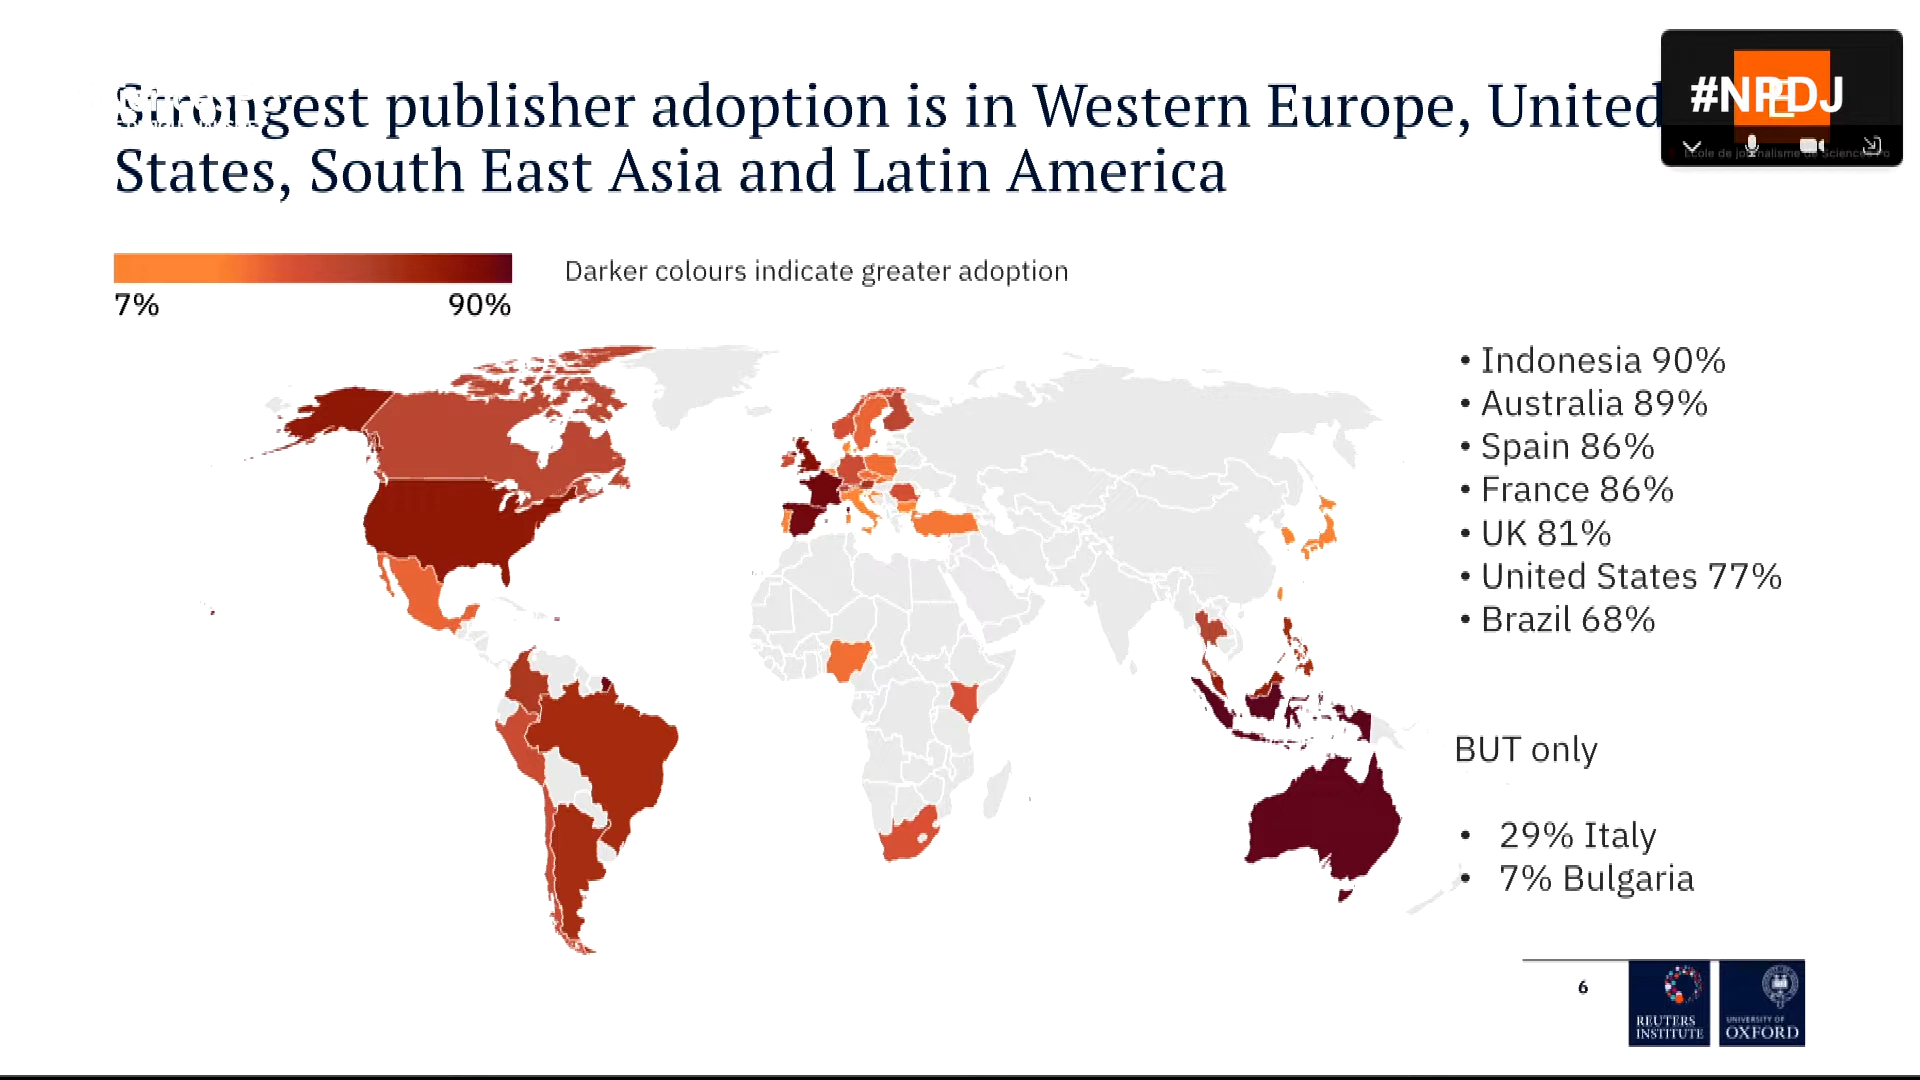 Strongest publisher adoption is in Western Europe, United
States, South East Asia and Latin America
#NPDJ
7%
90%
Darker colours indicate greater adoption
• Indonesia 90%
• Australia 89%
• Spain 86%
• France 86%
• UK 81%
• United States 77%
• Brazil 68%
BUT only
• 29% Italy
• 7% Bulgaria
6
REUTERS
INSTITUTE
UNIVERSITY OF
OXFORD